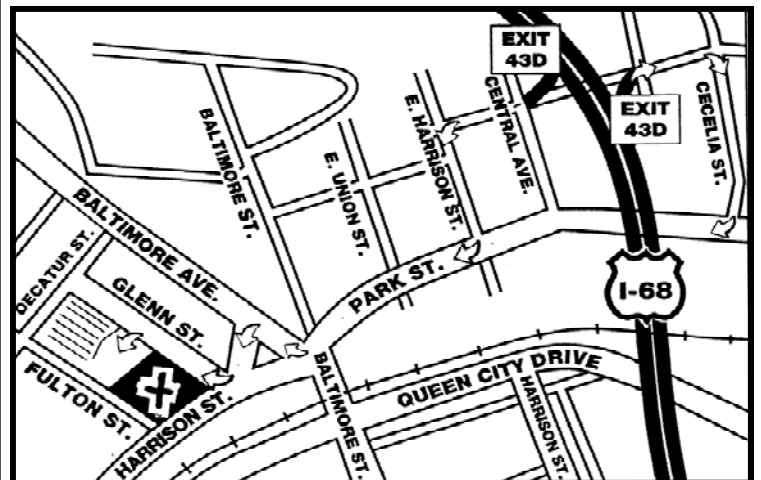 EXIT
43D
EXIT
43D
CENTRAL AVE.
E. HARRISON ST.
CECELIA ST.
BALTIMORE ST.
E. UNION ST.
BALTIMORE AVE.
DECATUR ST.
GLENN ST.
PARK ST.
I-68
FULTON ST.
HARRISON ST.
BALTIMORE ST.
QUEEN CITY DRIVE
HARRISON ST.